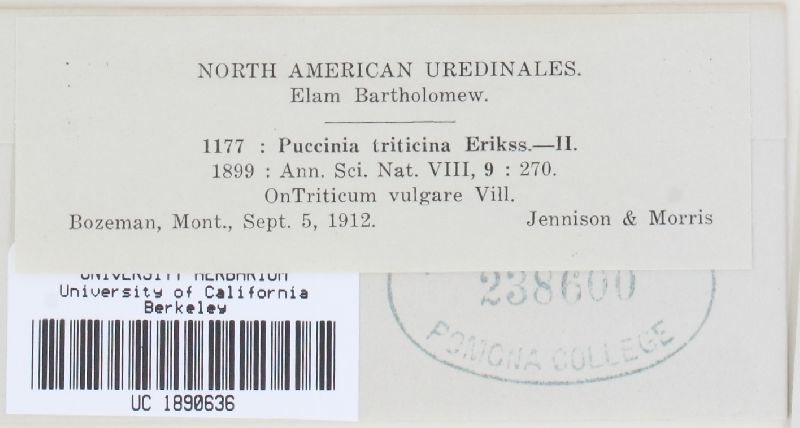 NORTH AMERICAN UREDINALES.
Elam Bartholomew.
1177 : Puccinia triticina Erikss.—II.
1899 : Ann. Sci. Nat. VIII, 9 : 270.
OnTriticum vulgare Vill.
Bozeman, Mont., Sept. 5, 1912. Jennison & Morris
UNIVERSITY HERBARIUM
University of California
Berkeley
UC 1890636
238600
POMONA COLLEGE